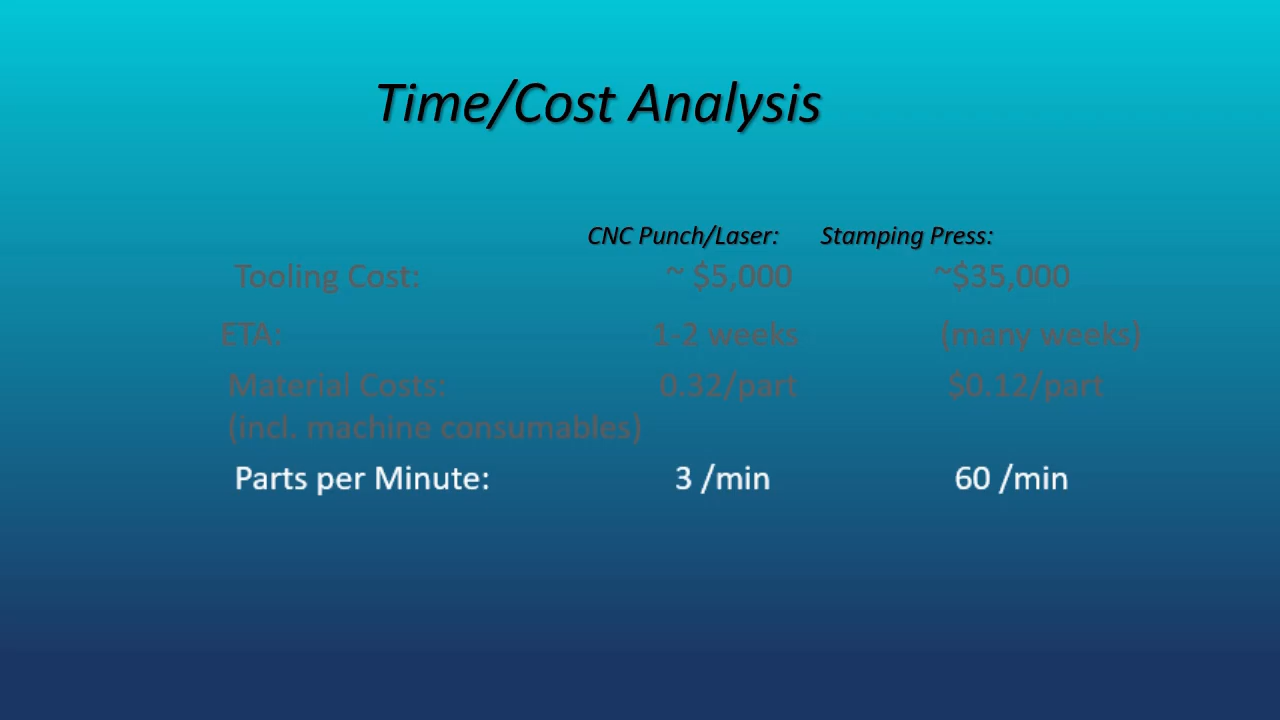 Time/Cost Analysis
CNC Punch/Laser: Stamping Press:
Tooling Cost: ~ $5,000 ~$35,000
ETA: 1-2 weeks (many weeks)
Material Costs: 0.32/part $0.12/part
(incl. machine consumables)
Parts per Minute: 3 /min 60 /min